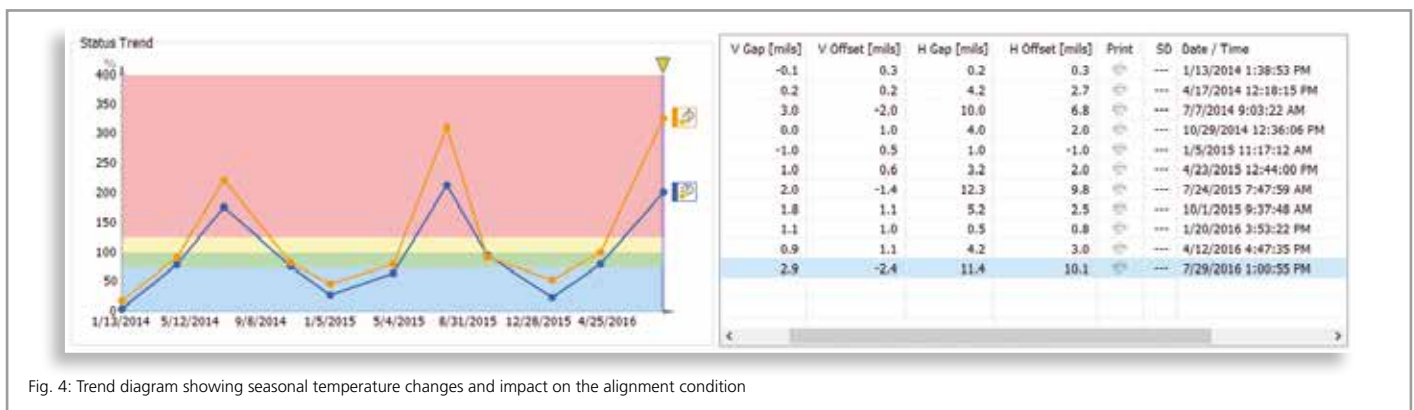 Status Trend
%
400
350
300
250
200
150
100
50
0
1/13/2014 5/12/2014 9/8/2014 1/5/2015 5/4/2015 8/31/2015 12/28/2015 4/25/2016
V Gap [mils] V Offset [mils] H Gap [mils] H Offset [mils] Print SD Date / Time
-0.1 0.3 0.2 0.3 --- 1/13/2014 1:38:53 PM
0.2 0.2 4.2 2.7 --- 4/17/2014 12:18:15 PM
3.0 -2.0 10.0 6.8 --- 7/7/2014 9:03:22 AM
0.0 1.0 4.0 2.0 --- 10/29/2014 12:36:06 PM
-1.0 0.5 1.0 -1.0 --- 1/5/2015 11:17:12 AM
1.0 0.6 3.2 2.0 --- 4/23/2015 12:44:00 PM
2.0 -1.4 12.3 9.8 --- 7/24/2015 7:47:59 AM
1.8 1.1 5.2 2.5 --- 10/1/2015 9:37:48 AM
1.1 1.0 0.5 0.8 --- 1/20/2016 3:53:22 PM
0.9 1.1 4.2 3.0 --- 4/12/2016 4:47:35 PM
2.9 -2.4 11.4 10.1 --- 7/29/2016 1:00:55 PM
Fig. 4: Trend diagram showing seasonal temperature changes and impact on the alignment condition